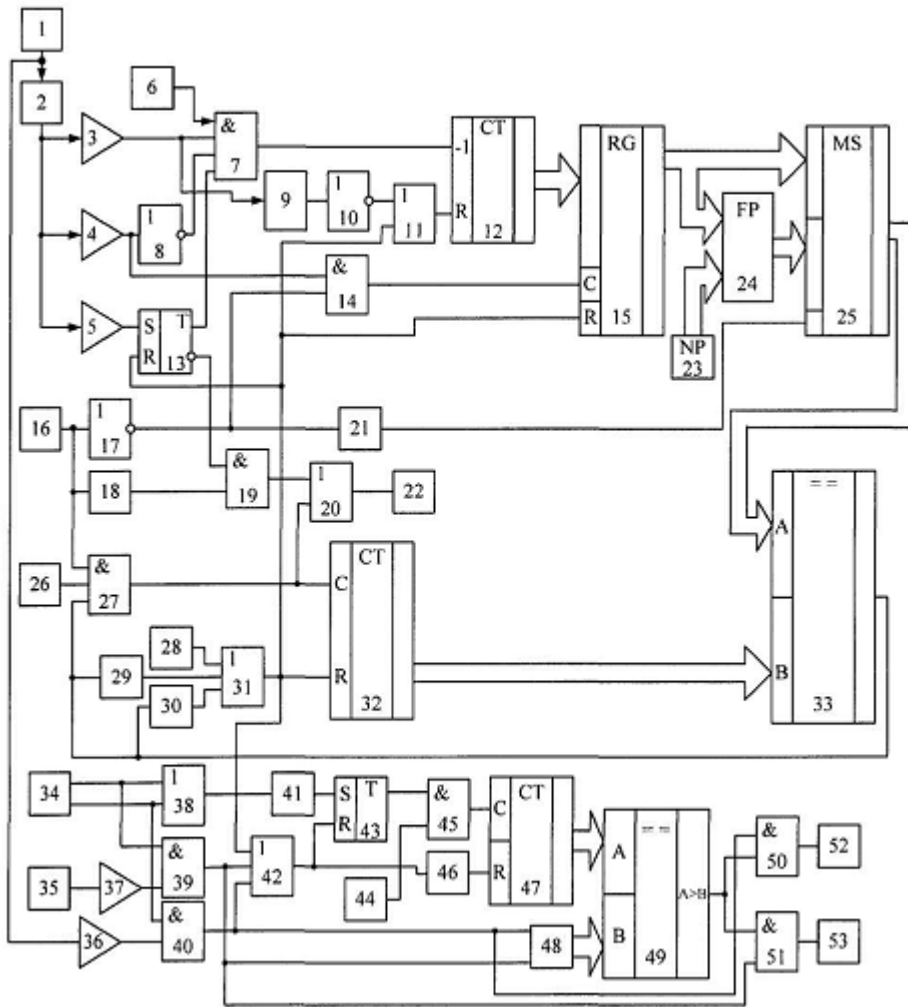 1
2
6
3
&
7
-1
CT
12
RG
MS
9
1
10
1
11
R
FP
24
4
1
8
&
14
C
R
15
25
5
S
T
R
13
NP
23
16
1
17
21
18
&
19
1
20
22
== 
A
26
&
27
C
CT
28
1
29
31
30
R
32
B
33
34
1
38
41
S
T
R
43
&
45
C
CT
R
47
==
A
A>B
B
49
&
50
52
35
37
&
39
1
42
44
46
36
&
40
48
&
51
53